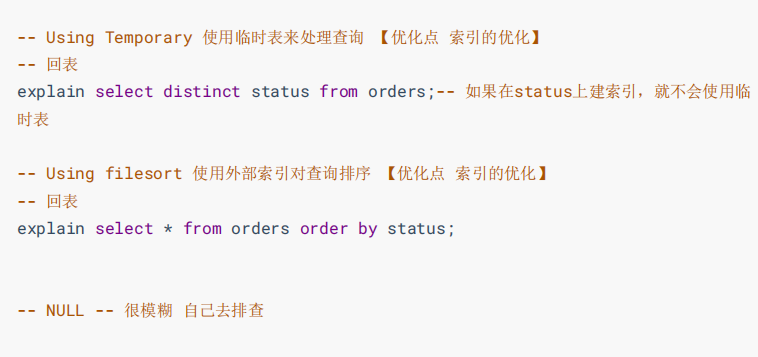 -- Using Temporary 使用临时表来处理查询 【优化点 索引的优化】
-- 回表
explain select distinct status from orders;-- 如果在status上建索引，就不会使用临
时表
-- Using filesort 使用外部索引对查询排序 【优化点 索引的优化】
-- 回表
explain select * from orders order by status;
-- NULL -- 很模糊 自己去排查